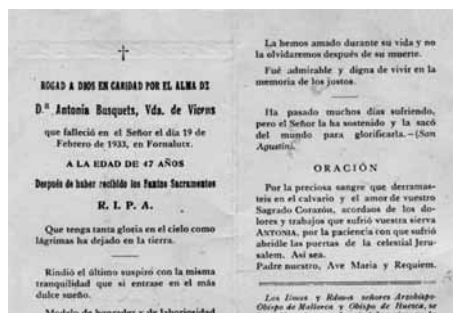 ROGAD A DIOS EN CARIDAD POR EL ALMA DE
D.ª Antonia Busquets, Vda. de Vicens
que falleció en el Señor el día 19 de
Febrero de 1933, en Fornalutx.
A LA EDAD DE 47 AÑOS
Después de haber recibido los Santos Sacramentos
R. I. P. A.
Que tenga tanta gloria en el cielo como
lágrimas ha dejado en la tierra.
Rindió el último suspiro con la misma
tranquilidad que si entrase en el más
dulce sueño.
Modelo de honradez y de laboriosidad
La hemos amado durante su vida y no
la olvidaremos después de su muerte.
Fué admirable y digna de vivir en la
memoria de los justos.
Ha pasado muchos días sufriendo,
pero el Señor la ha sostenido y la sacó
del mundo para glorificarla.—(San
Agustín).
ORACIÓN
Por la preciosa sangre que derramas-
teis en el calvario y el amor de vuestro
Sagrado Corazón, acordaos de los do-
lores y trabajos que sufrió vuestra sierva
ANTONIA, por la paciencia con que sufrió
abridle las puertas de la celestial Jeru-
salem. Así sea.
Padre nuestro, Ave María y Requiem.
Los Ilmos y Rdmos señores Arzobispo-
Obispo de Mallorca y Obispo de Huesca, se